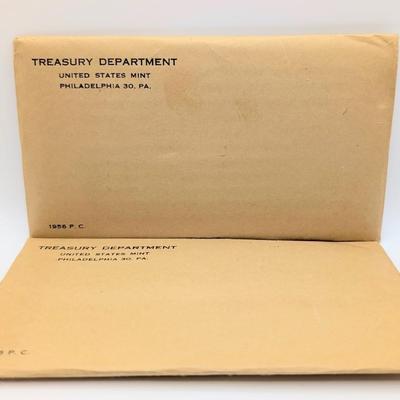 TREASURY DEPARTMENT
UNITED STATES MINT
PHILADELPHIA 30, PA.
1956 P. C.
TREASURY DEPARTMENT
UNITED STATES MINT
PHILADELPHIA 30, PA.
P. C.